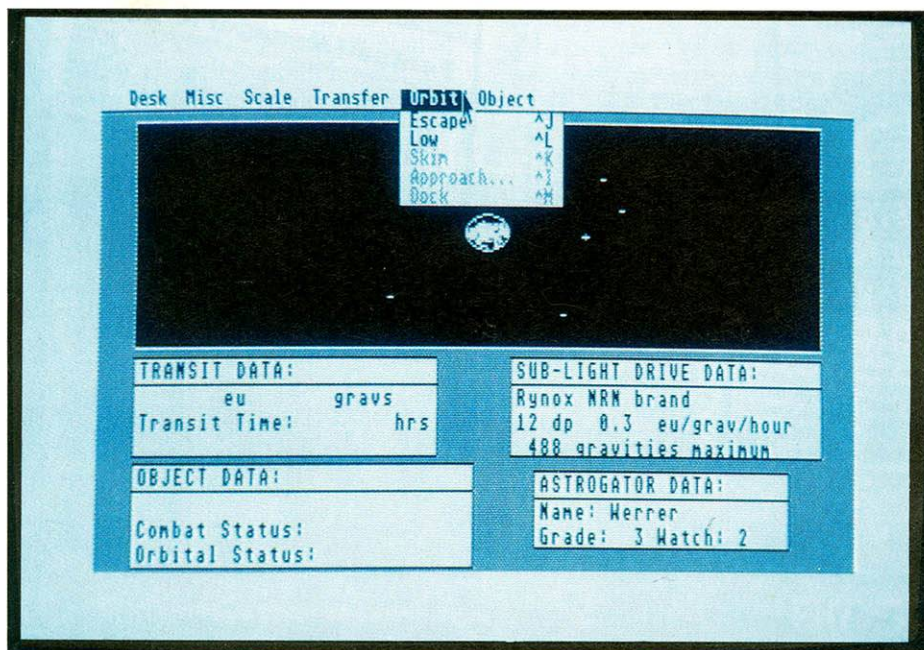 Desk Misc Scale Transfer Orbit Object
Escape ^J
Low ^L
Skim ^K
Approach... ^I
Dock ^M
TRANSIT DATA:
eu gravs
Transit Time: hrs
SUB-LIGHT DRIVE DATA:
Rynox NRN brand
12 dp 0.3 eu/grav/hour
488 gravities maximum
OBJECT DATA:
Combat Status:
Orbital Status:
ASTROGATOR DATA:
Name: Werrer
Grade: 3 Watch: 2